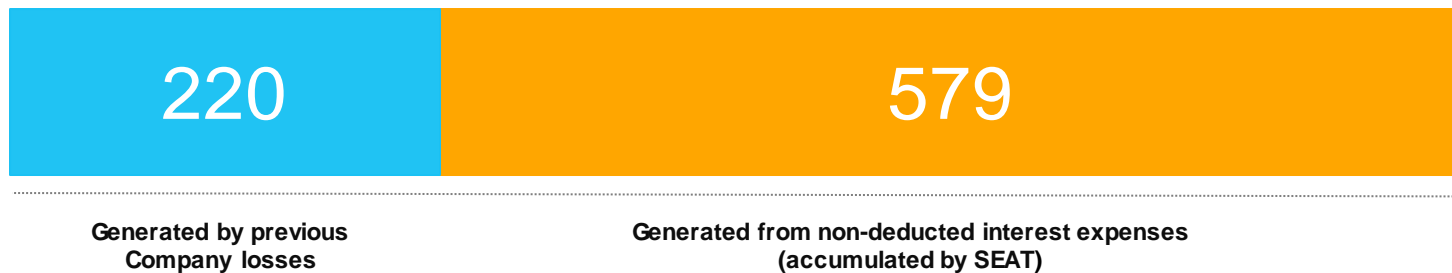 220
579
Generated by previous
Company losses
Generated from non-deducted interest expenses
(accumulated by SEAT)